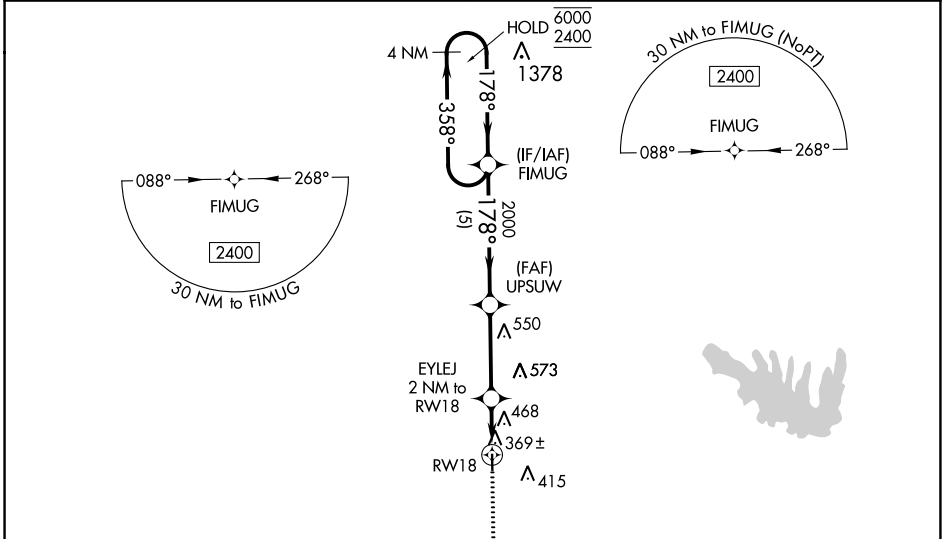 HOLD 6000
2400
4 NM
1378
178°
358°
(IF/IAF)
FIMUG
2000
178°
(5)
(FAF)
UPSUW
550
573
EYLEJ
2 NM to
RW18
468
369±
RW18
415
088°
268°
FIMUG
2400
30 NM to FIMUG
30 NM to FIMUG (NoPT)
2400
FIMUG
088°
268°